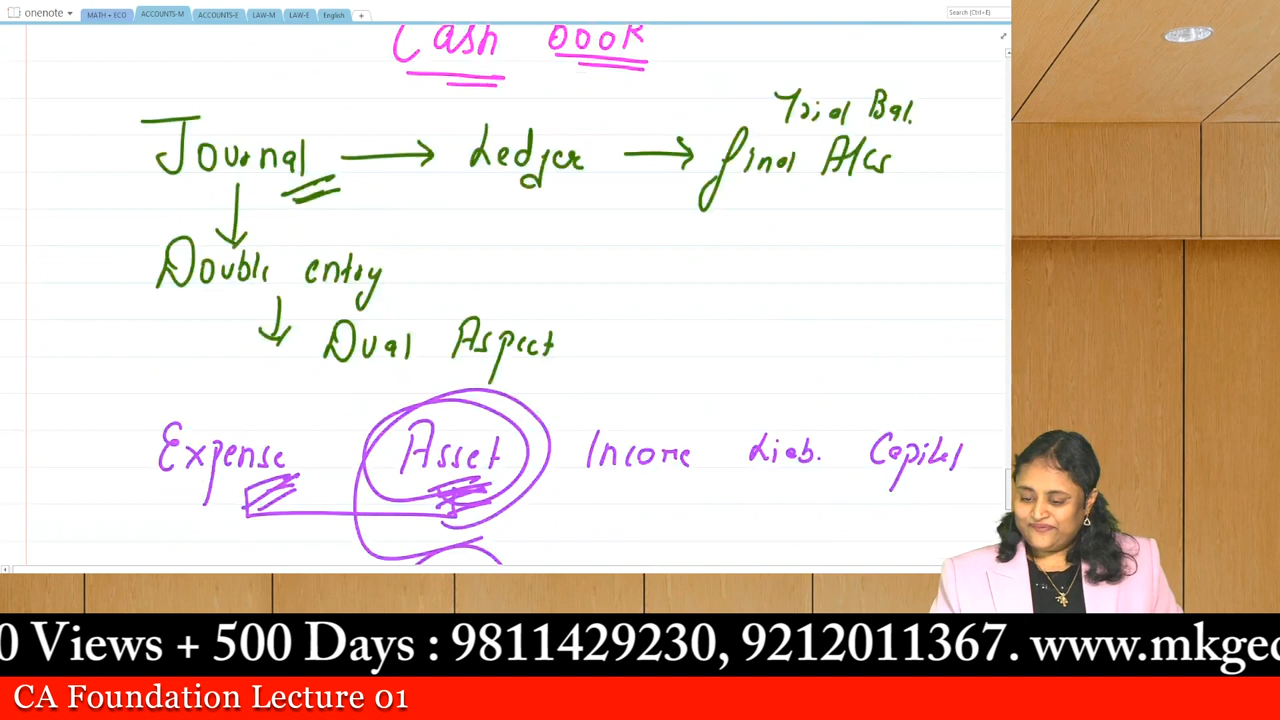 onenote
MATH + ECO ACCOUNTS-M ACCOUNTS-E LAW-M LAW-E English
Search (Ctrl+E)
Cash Book
Trial Bal.
Journal → Ledger → final A/cs
Double entry
Dual Aspect
Expense Asset Income Liab. Capital
0 Views + 500 Days : 9811429230, 9212011367. www.mkged
CA Foundation Lecture 01